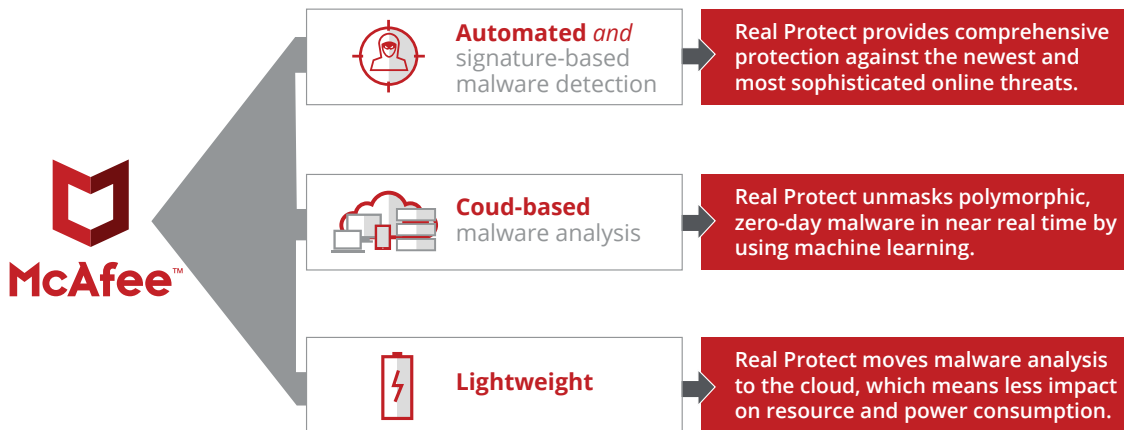 McAfee™
Automated and
signature-based
malware detection
Real Protect provides comprehensive
protection against the newest and
most sophisticated online threats.
Coud-based
malware analysis
Real Protect unmasks polymorphic,
zero-day malware in near real time by
using machine learning.
Lightweight
Real Protect moves malware analysis
to the cloud, which means less impact
on resource and power consumption.